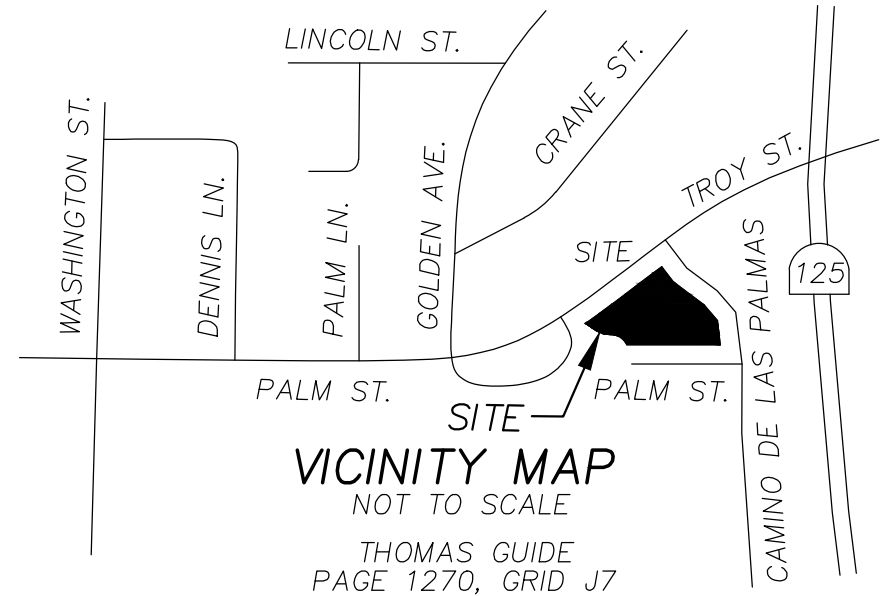 LINCOLN ST.
CRANE ST.
WASHINGTON ST.
DENNIS LN.
PALM LN.
GOLDEN AVE.
TROY ST.
SITE
CAMINO DE LAS PALMAS
125
PALM ST.
PALM ST.
SITE
VICINITY MAP
NOT TO SCALE
THOMAS GUIDE
PAGE 1270, GRID J7